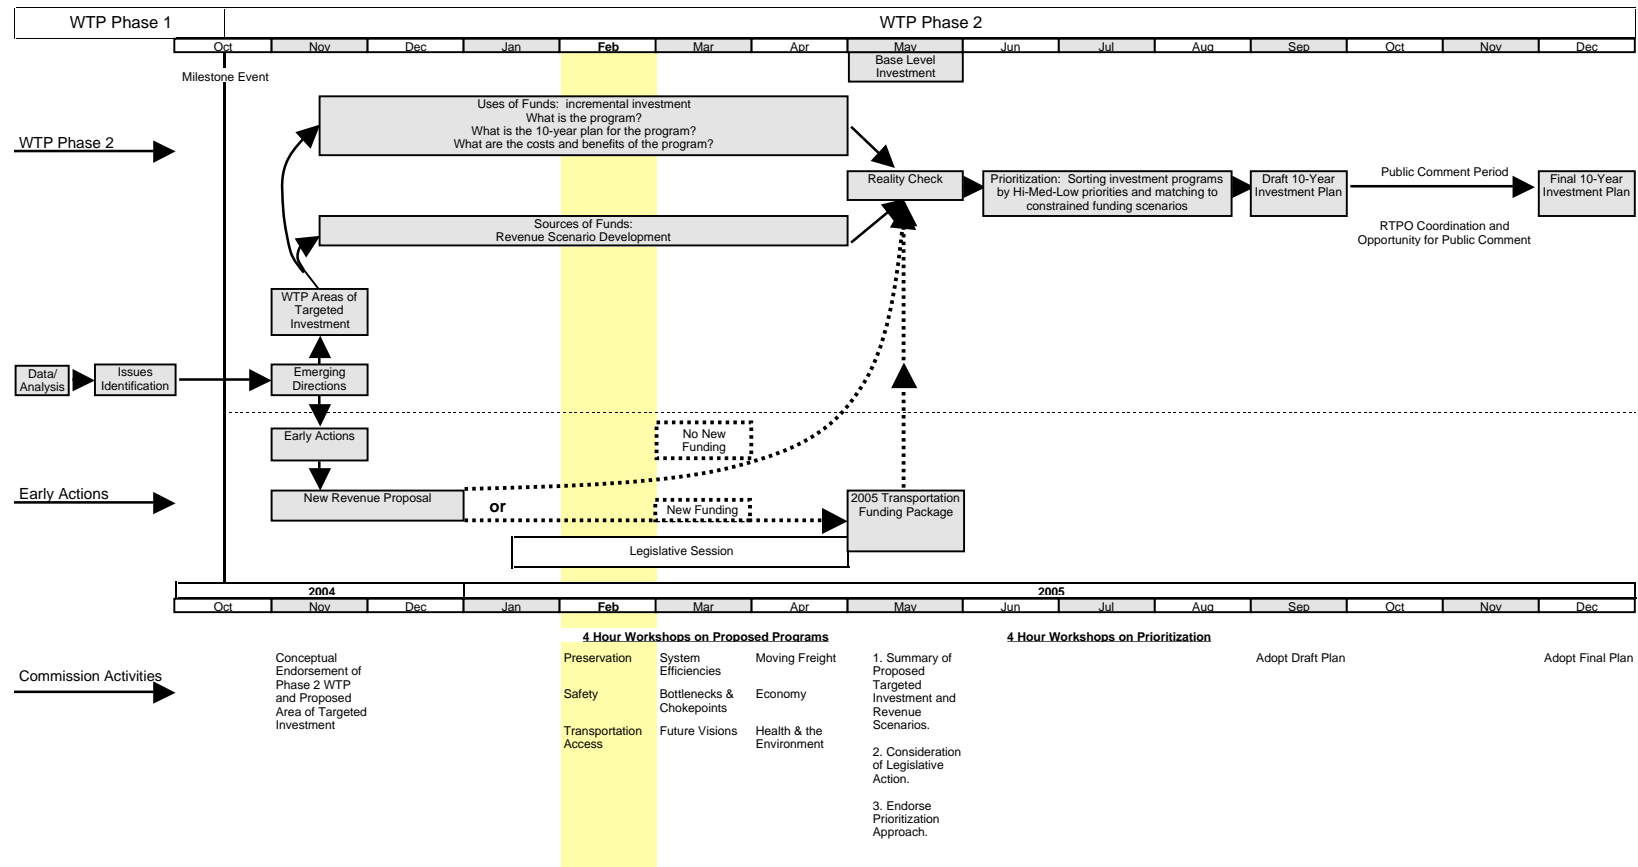 WTP Phase 1
WTP Phase 2
Oct Nov Dec Jan Feb Mar Apr May Jun Jul Aug Sep Oct Nov Dec
Milestone Event
Base Level
Investment
Uses of Funds: incremental investment
What is the program?
What is the 10-year plan for the program?
What are the costs and benefits of the program?
WTP Phase 2
Reality Check
Prioritization: Sorting investment programs
by Hi-Med-Low priorities and matching to
constrained funding scenarios
Draft 10-Year
Investment Plan
Public Comment Period
Final 10-Year
Investment Plan
RTPO Coordination and
Opportunity for Public Comment
Sources of Funds:
Revenue Scenario Development
WTP Areas of
Targeted
Investment
Data/
Analysis
Issues
Identification
Emerging
Directions
Early Actions
No New
Funding
Early Actions
New Revenue Proposal
or
New Funding
2005 Transportation
Funding Package
Legislative Session
2004
2005
Oct Nov Dec Jan Feb Mar Apr May Jun Jul Aug Sep Oct Nov Dec
4 Hour Workshops on Proposed Programs
4 Hour Workshops on Prioritization
Commission Activities
Conceptual
Endorsement of
Phase 2 WTP
and Proposed
Area of Targeted
Investment
Preservation
Safety
Transportation
Access
System
Efficiencies
Bottlenecks &
Chokepoints
Future Visions
Moving Freight
Economy
Health & the
Environment
1. Summary of
Proposed
Targeted
Investment and
Revenue
Scenarios.
2. Consideration
of Legislative
Action.
3. Endorse
Prioritization
Approach.
Adopt Draft Plan
Adopt Final Plan